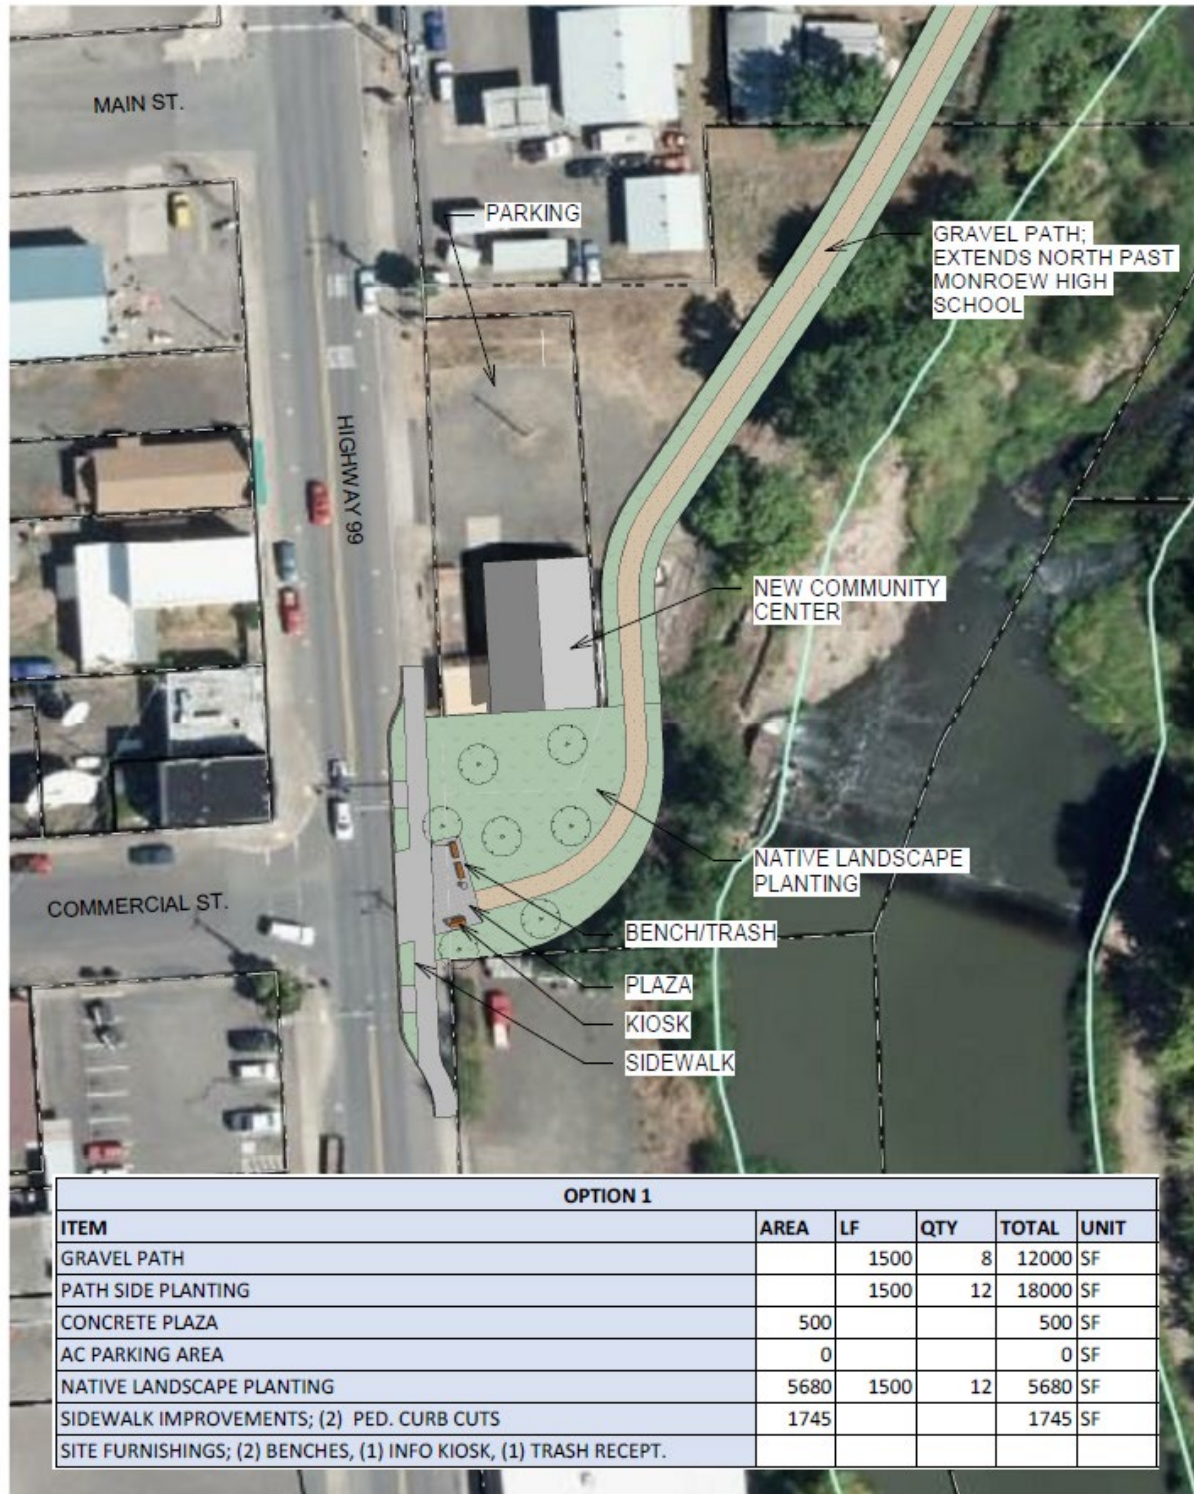 MAIN ST.
PARKING
GRAVEL PATH;
EXTENDS NORTH PAST
MONROEW HIGH
SCHOOL
HIGHWAY 99
NEW COMMUNITY
CENTER
NATIVE LANDSCAPE
PLANTING
COMMERCIAL ST.
BENCH/TRASH
PLAZA
KIOSK
SIDEWALK
OPTION 1
ITEM AREA LF QTY TOTAL UNIT
GRAVEL PATH 1500 8 12000 SF
PATH SIDE PLANTING 1500 12 18000 SF
CONCRETE PLAZA 500 500 SF
AC PARKING AREA 0 0 SF
NATIVE LANDSCAPE PLANTING 5680 1500 12 5680 SF
SIDEWALK IMPROVEMENTS; (2) PED. CURB CUTS 1745 1745 SF
SITE FURNISHINGS; (2) BENCHES, (1) INFO KIOSK, (1) TRASH RECEPT.